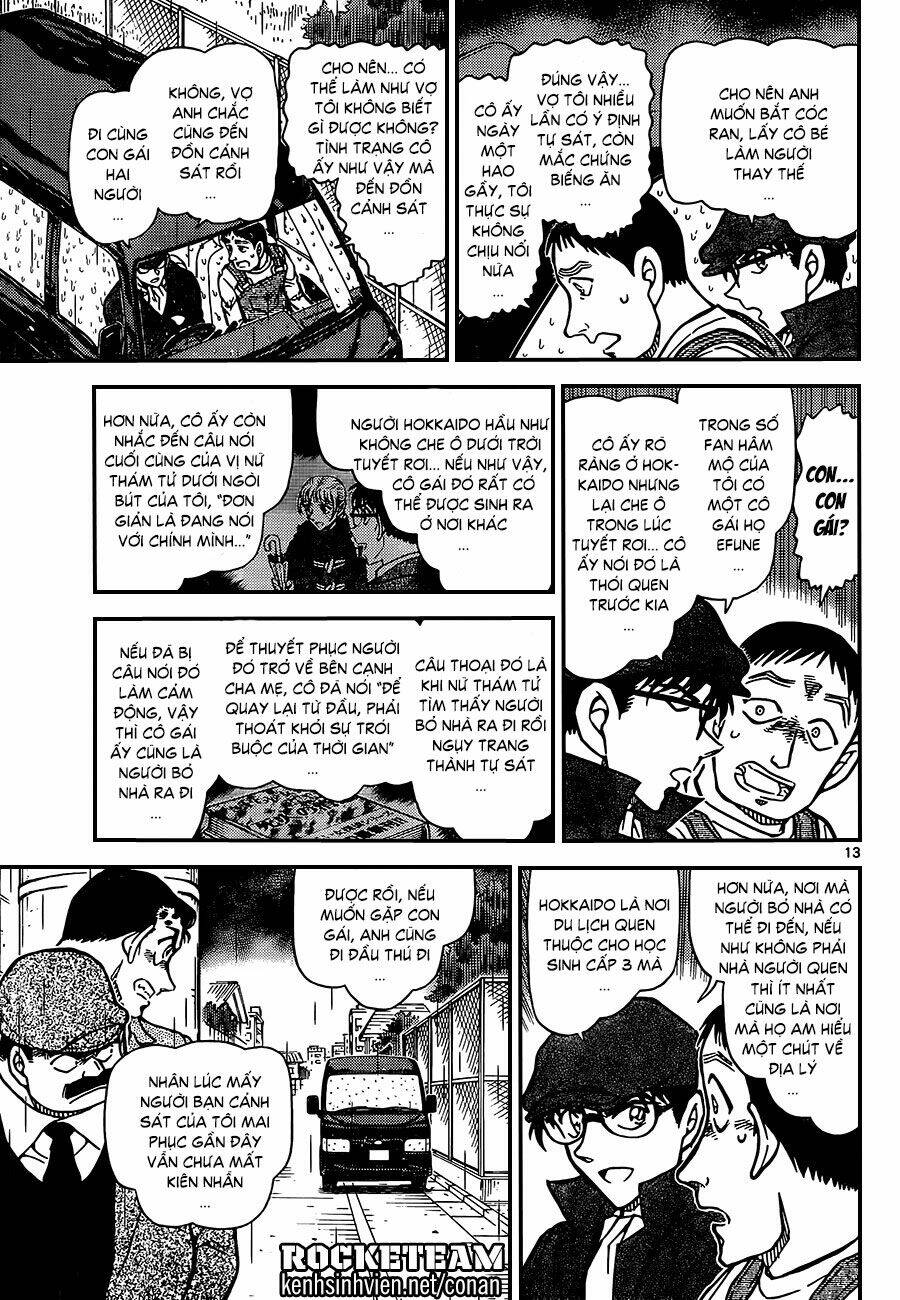 CHO NÊN ANH
MUỐN BẮT CÓC
RAN, LẤY CÔ BÉ
LÀM NGƯỜI
THAY THẾ
...
ĐÚNG VẬY...
VỢ TÔI NHIỀU
LẦN CÓ Ý ĐỊNH
TỰ SÁT, CÒN
MẮC CHỨNG
BIẾNG ĂN
...
CÔ ẤY
NGÀY
MỘT
HAO
GẦY, TÔI
THỰC SỰ
KHÔNG
CHỊU NỔI
NỮA
...
CHO NÊN... CÓ
THỂ LÀM NHƯ VỢ
TÔI KHÔNG BIẾT
GÌ ĐƯỢC KHÔNG?
TÌNH TRẠNG CÔ
ẤY NHƯ VẬY MÀ
ĐẾN ĐỒN
CẢNH SÁT
...
KHÔNG, VỢ
ANH CHẮC
CŨNG ĐẾN
ĐỒN CẢNH
SÁT RỒI
...
ĐI CÙNG
CON GÁI
HAI
NGƯỜI
...
CON...
CON
GÁI?
TRONG SỐ
FAN HÂM
MỘ CỦA
TÔI CÓ
MỘT CÔ
GÁI HỌ
EFUNE
...
CÔ ẤY RÕ
RÀNG Ở HOK-
KAIDO NHƯNG
LẠI CHE Ô
TRONG LÚC
TUYẾT RƠI... CÔ
ẤY NÓI ĐÓ LÀ
THÓI QUEN
TRƯỚC KIA
...
NGƯỜI HOKKAIDO HẦU NHƯ
KHÔNG CHE Ô DƯỚI TRỜI
TUYẾT RƠI... NẾU NHƯ VẬY,
CÔ GÁI ĐÓ RẤT CÓ
THỂ ĐƯỢC SINH RA
Ở NƠI KHÁC
...
HƠN NỮA, CÔ ẤY CÒN
NHẮC ĐẾN CÂU NÓI
CUỐI CÙNG CỦA VỊ NỮ
THÁM TỬ DƯỚI NGÒI
BÚT CỦA TÔI, "ĐƠN
GIẢN LÀ ĐANG NÓI
VỚI CHÍNH MÌNH..."
CÂU THOẠI ĐÓ LÀ
KHI NỮ THÁM TỬ
TÌM THẤY NGƯỜI
BỎ NHÀ RA ĐI RỒI
NGỤY TRANG
THÀNH TỰ SÁT
...
ĐỂ THUYẾT PHỤC NGƯỜI
ĐÓ TRỞ VỀ BÊN CẠNH
CHA MẸ, CÔ ĐÃ NÓI "ĐỂ
QUAY LẠI TỪ ĐẦU, PHẢI
THOÁT KHỎI SỰ TRÓI
BUỘC CỦA THỜI GIAN"
...
NẾU ĐÃ BỊ
CÂU NÓI ĐÓ
LÀM CẢM
ĐỘNG, VẬY
THÌ CÔ GÁI
ẤY CŨNG LÀ
NGƯỜI BỎ
NHÀ RA ĐI
...
13
HƠN NỮA, NƠI MÀ
NGƯỜI BỎ NHÀ CÓ
THỂ ĐI ĐẾN, NẾU
NHƯ KHÔNG PHẢI
NHÀ NGƯỜI QUEN
THÌ ÍT NHẤT
CŨNG LÀ NƠI
MÀ HỌ AM HIỂU
MỘT CHÚT VỀ
ĐỊA LÝ
...
HOKKAIDO LÀ NƠI
DU LỊCH QUEN
THUỘC CHO HỌC
SINH CẤP 3 MÀ
...
ĐƯỢC RỒI, NẾU
MUỐN GẶP CON
GÁI, ANH CŨNG
ĐI ĐẦU THÚ ĐI
...
NHÂN LÚC MẤY
NGƯỜI BẠN CẢNH
SÁT CỦA TÔI MAI
PHỤC GẦN ĐÂY
VẪN CHƯA MẤT
KIÊN NHẪN
...
ROCKETEAM
kenhsinhvien.net/conan